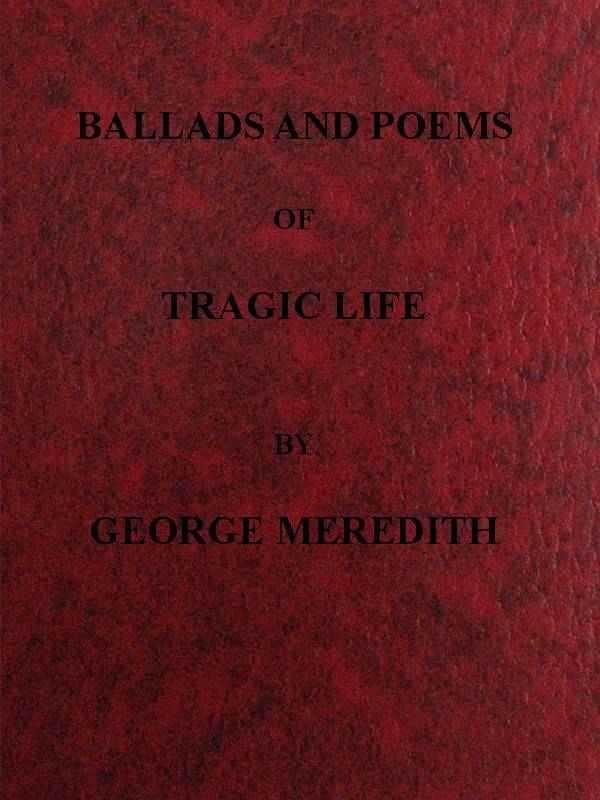 BALLADS AND POEMS
OF
TRAGIC LIFE
BY
GEORGE MEREDITH